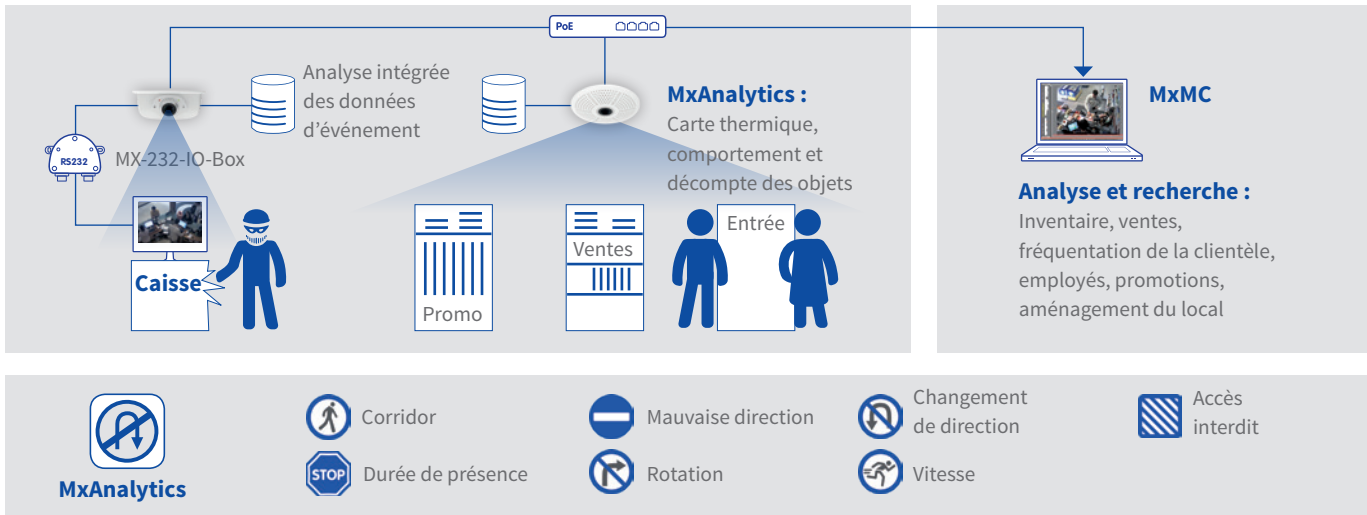 PoE
Analyse intégrée
des données
d’événement
RS232
MX-232-IO-Box
Caisse
MxAnalytics :
Carte thermique,
comportement et
décompte des objets
Promo
Ventes
Entrée
MxMC
Analyse et recherche :
Inventaire, ventes,
fréquentation de la clientèle,
employés, promotions,
aménagement du local
MxAnalytics
Corridor
Durée de présence
STOP
Mauvaise direction
Rotation
Changement
de direction
Vitesse
Accès
interdit